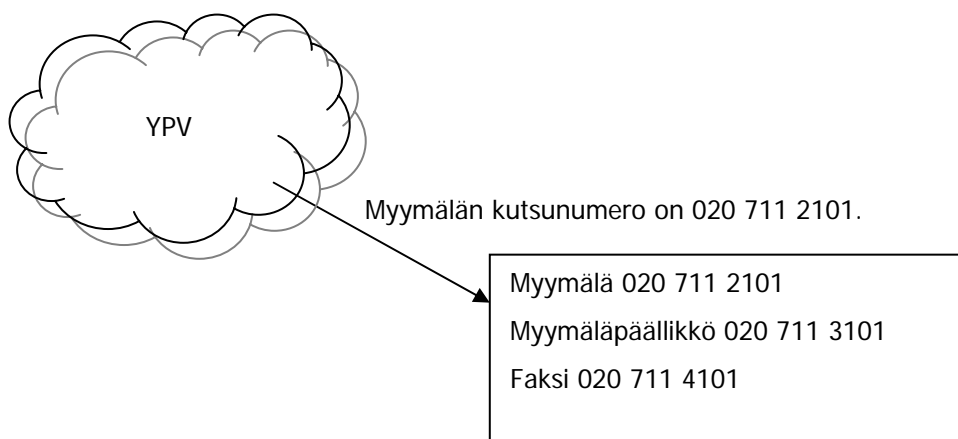 YPV
Myymälän kutsunumero on 020 711 2101.
Myymälä 020 711 2101
Myymäläpäällikkö 020 711 3101
Faksi 020 711 4101